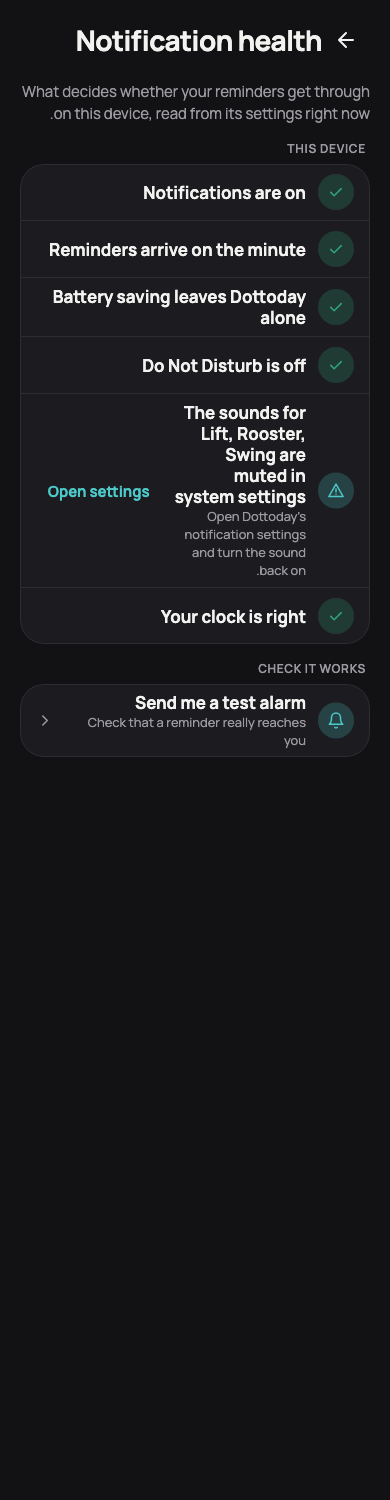 Notification health
What decides whether your reminders get through
.on this device, read from its settings right now
THIS DEVICE
Notifications are on
Reminders arrive on the minute
Battery saving leaves Dottoday
alone
Do Not Disturb is off
The sounds for
Lift, Rooster,
Swing are
muted in
system settings
Open Dottoday's
notification settings
and turn the sound
.back on
Open settings
Your clock is right
CHECK IT WORKS
Send me a test alarm
Check that a reminder really reaches
you